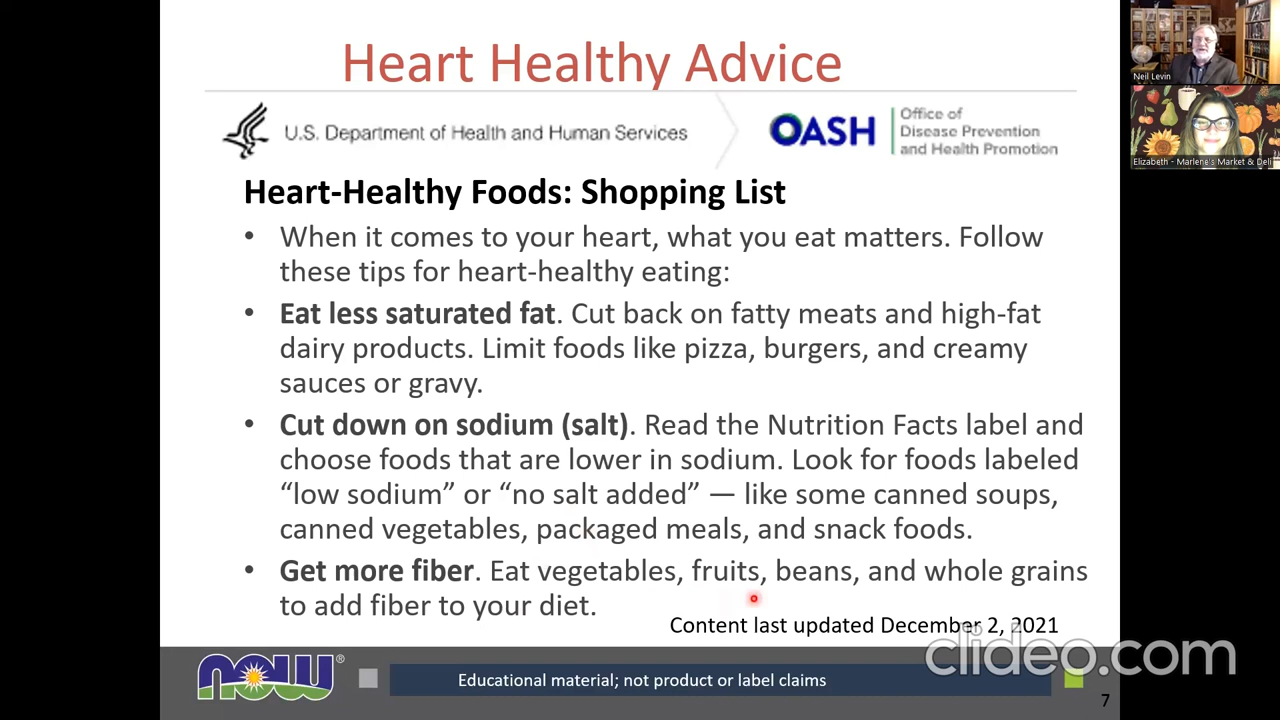 Heart Healthy Advice
U.S. Department of Health and Human Services
OASH
Office of
Disease Prevention
and Health Promotion
Heart-Healthy Foods: Shopping List
• When it comes to your heart, what you eat matters. Follow
these tips for heart-healthy eating:
• Eat less saturated fat. Cut back on fatty meats and high-fat
dairy products. Limit foods like pizza, burgers, and creamy
sauces or gravy.
• Cut down on sodium (salt). Read the Nutrition Facts label and
choose foods that are lower in sodium. Look for foods labeled
“low sodium” or “no salt added” — like some canned soups,
canned vegetables, packaged meals, and snack foods.
• Get more fiber. Eat vegetables, fruits, beans, and whole grains
to add fiber to your diet.
Content last updated December 2, 2021
clideo.com
NOW®
Educational material; not product or label claims
7
Neil Levin
Elizabeth - Marlene's Market & Deli